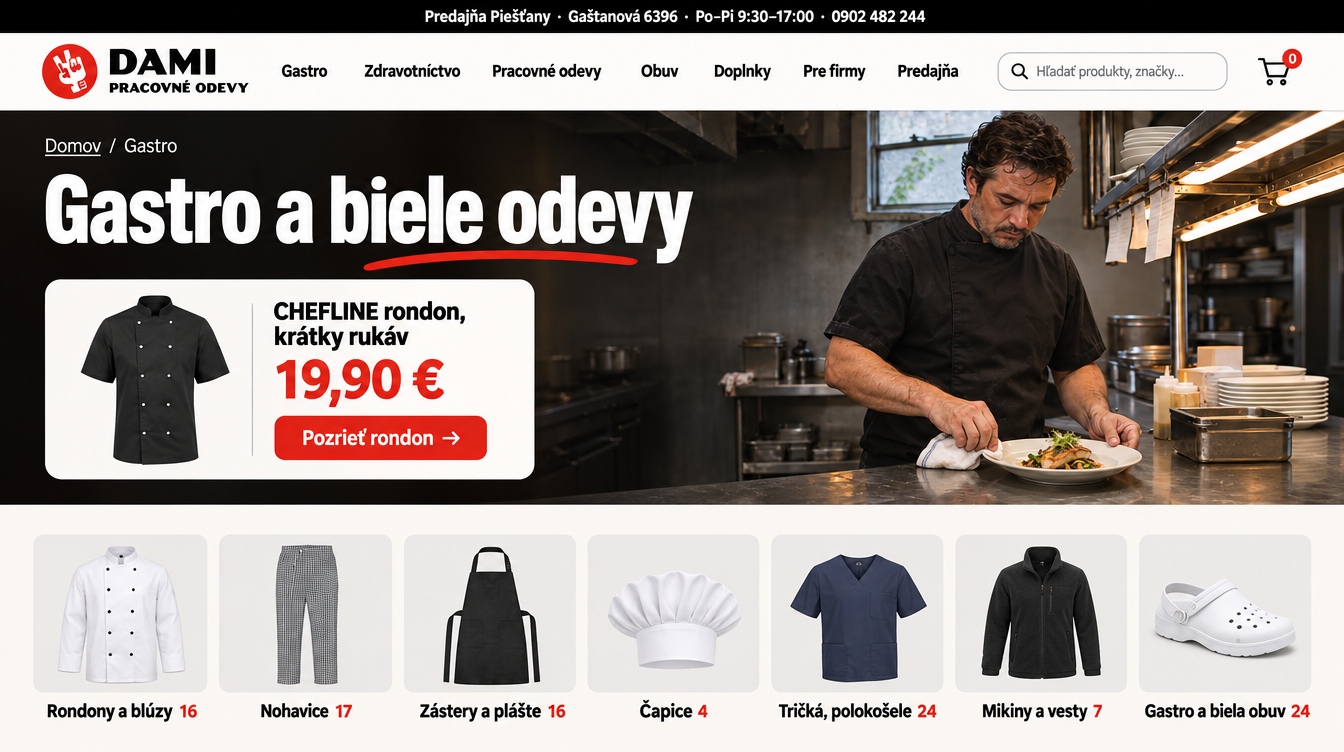 Predajňa Piešťany · Gaštanová 6396 · Po–Pi 9:30–17:00 · 0902 482 244
DAMI
PRACOVNÉ ODEVY
Gastro
Zdravotníctvo
Pracovné odevy
Obuv
Doplnky
Pre firmy
Predajňa
Hľadať produkty, značky...
0
Domov / Gastro
Gastro a biele odevy
CHEFLINE rondon,
krátky rukáv
19,90 €
Pozrieť rondon →
Rondony a blúzy 16
Nohavice 17
Zástery a plášte 16
Čapice 4
Tričká, polokošele 24
Mikiny a vesty 7
Gastro a biela obuv 24